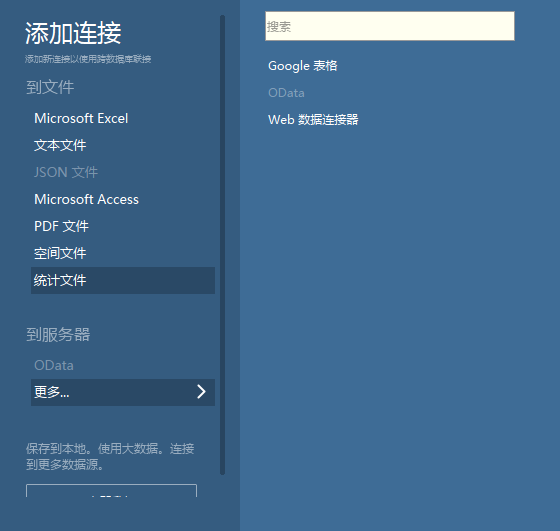 添加连接
添加新连接以使用跨数据库联接
到文件
Microsoft Excel
文本文件
JSON 文件
Microsoft Access
PDF 文件
空间文件
统计文件
到服务器
OData
更多...
保存到本地。使用大数据。连接
到更多数据源。
搜索
Google 表格
OData
Web 数据连接器